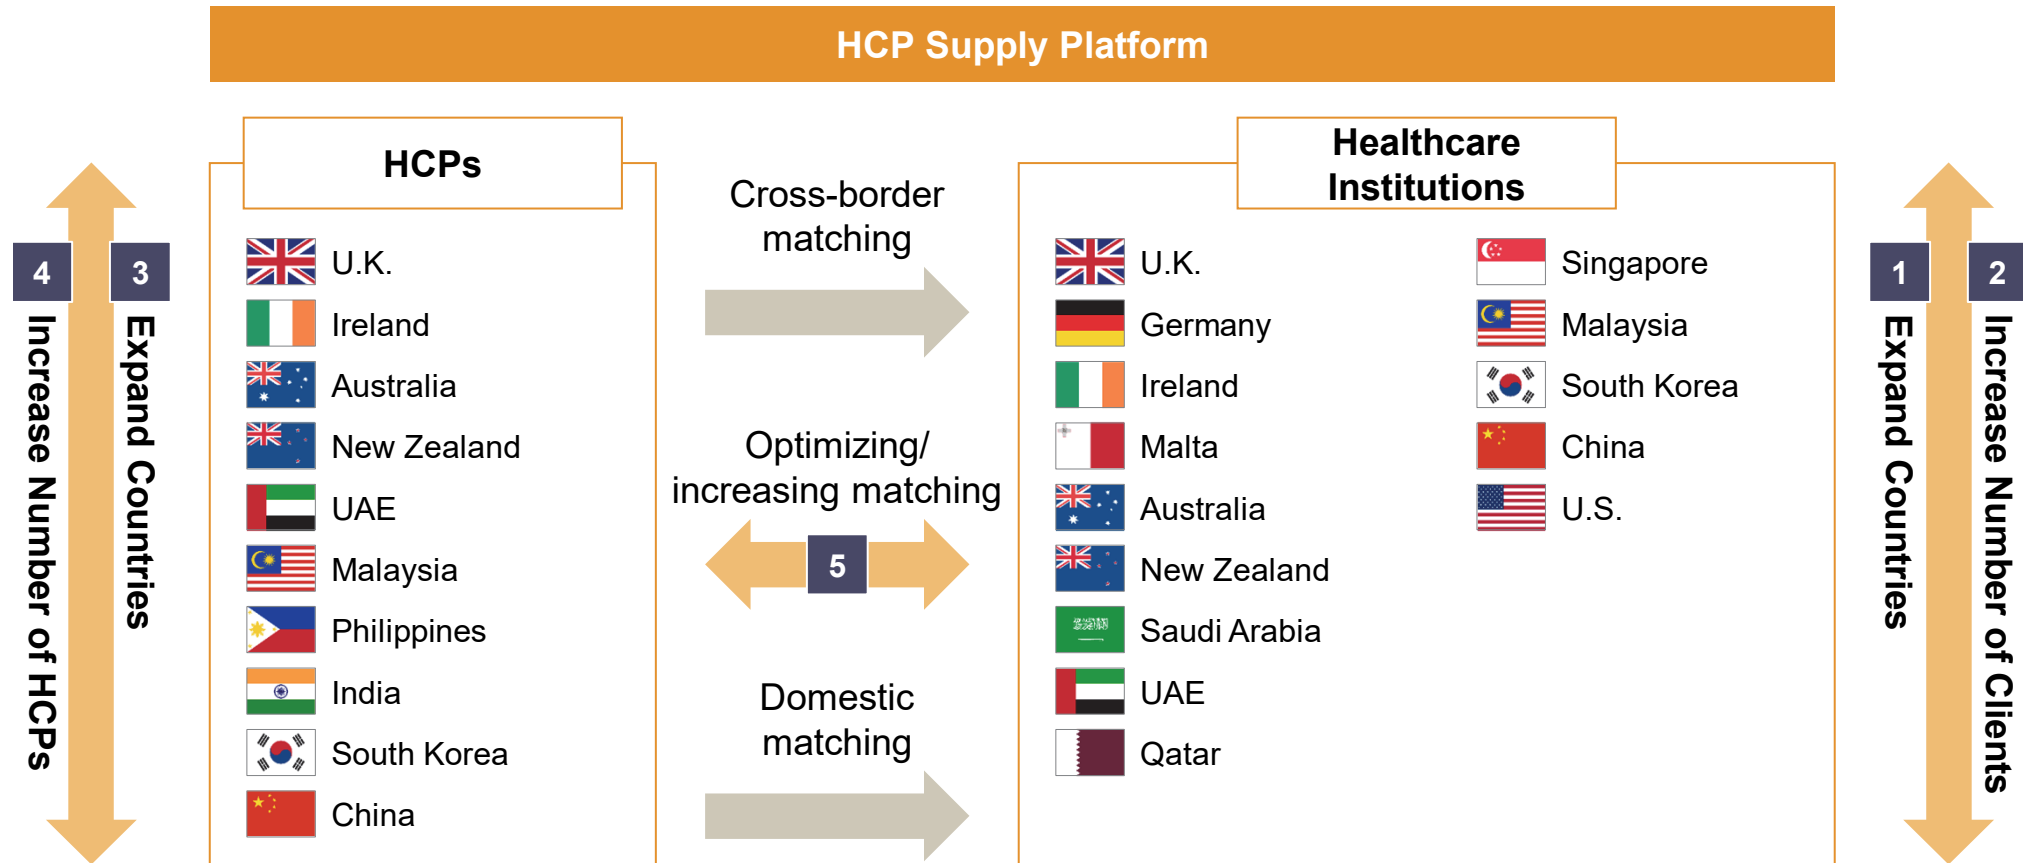 HCP Supply Platform
HCPs
Healthcare
Institutions
4
Increase Number of HCPs
3
Expand Countries
U.K.
Ireland
Australia
New Zealand
UAE
Malaysia
Philippines
India
South Korea
China
Cross-border
matching
Optimizing/
increasing matching
5
Domestic
matching
U.K.
Germany
Ireland
Malta
Australia
New Zealand
Saudi Arabia
UAE
Qatar
Singapore
Malaysia
South Korea
China
U.S.
1
Expand Countries
2
Increase Number of Clients